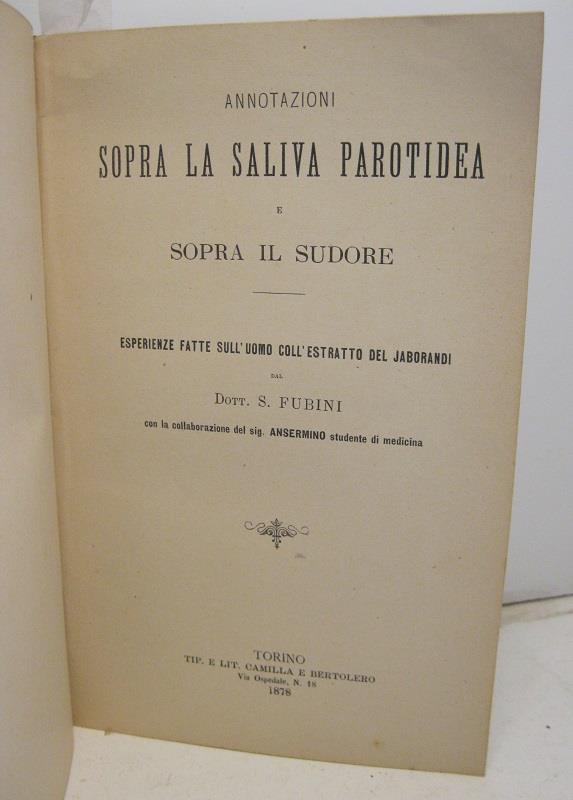 ANNOTAZIONI
SOPRA LA SALIVA PAROTIDEA
E
SOPRA IL SUDORE
ESPERIENZE FATTE SULL'UOMO COLL'ESTRATTO DEL JABORANDI
DAL
DOTT. S. FUBINI
con la collaborazione del sig. ANSERMINO studente di medicina
TORINO
TIP. E LIT. CAMILLA E BERTOLERO
Via Ospedale, N. 18
1878